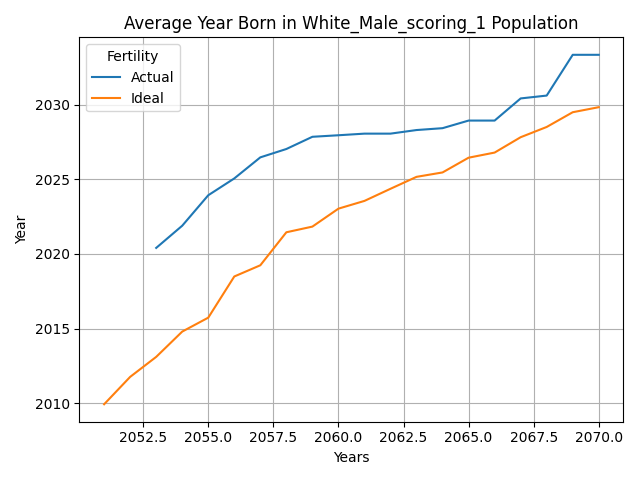 Average Year Born in White_Male_scoring_1 Population
Fertility
Actual
Ideal
Year
2030
2025
2020
2015
2010
2052.5 2055.0 2057.5 2060.0 2062.5 2065.0 2067.5 2070.0
Years